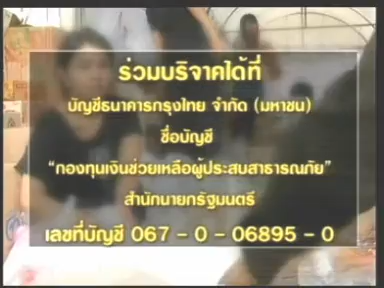 ร่วมบริจาคได้ที่
บัญชีธนาคารกรุงไทย จำกัด (มหาชน)
ชื่อบัญชี
“กองทุนเงินช่วยเหลือผู้ประสบสาธารณภัย”
สำนักนายกรัฐมนตรี
เลขที่บัญชี 067 – 0 – 06895 – 0